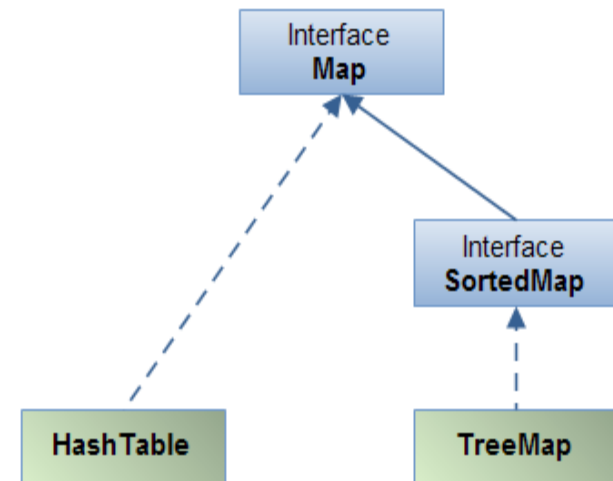 Interface
Map
Interface
SortedMap
HashTable
TreeMap